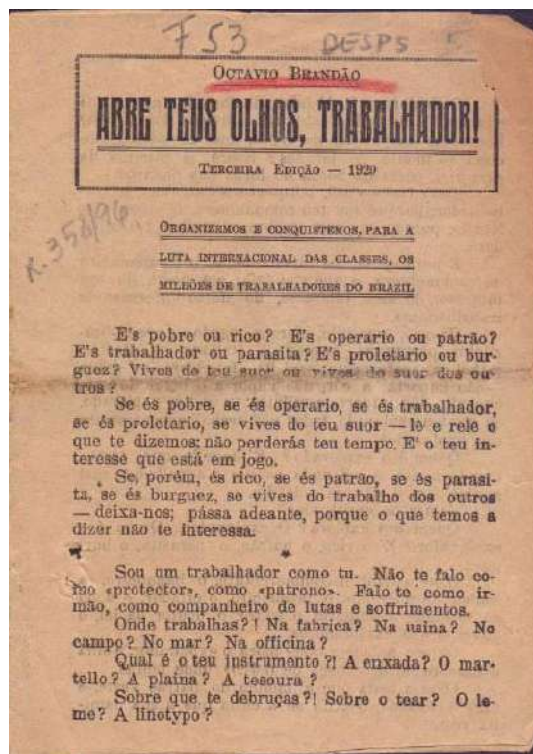 F53 DESPS
OCTAVIO BRANDÃO
ABRE TEUS OLHOS, TRABALHADOR!
TERCEIRA EDIÇÃO — 1920
R. 358/96
ORGANIZEMOS E CONQUISTEMOS, PARA A
LUTA INTERNACIONAL DAS CLASSES, OS
MILHÕES DE TRABALHADORES DO BRAZIL
E's pobre ou rico? E's operario ou patrão?
E's trabalhador ou parasita? E's proletario ou bur-
guez? Vives do teu suor ou vives do suor dos ou-
tros?
Se és pobre, se és operario, se és trabalhador,
se és proletario, se vives do teu suor — lê e relê o
que te dizemos; não perderás teu tempo. E' o teu in-
teresse que está em jogo.
Se, porém, és rico, se és patrão, se és parasi-
ta, se és burguez, se vives do trabalho dos outros
— deixa-nos; pássa adeante, porque o que temos a
dizer não te interessa.
Sou um trabalhador como tu. Não te falo co-
mo «protector», como «patrono». Falo te como ir-
mão, como companheiro de lutas e soffrimentos.
Onde trabalhas?! Na fabrica? Na usina? No
campo? No mar? Na officina?
Qual é o teu instrumento?! A enxada? O mar-
tello? A plaina? A tesoura?
Sobre que te debruças?! Sobre o tear? O le-
me? A linotypo?